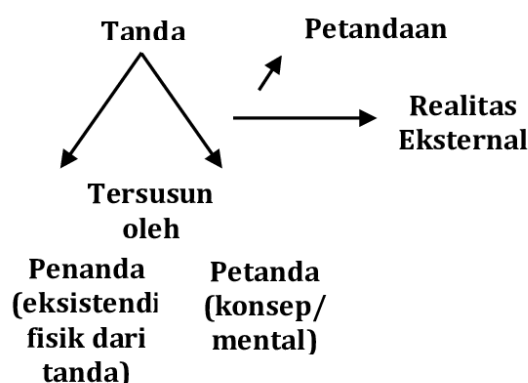 Tanda
Petandaan
Realitas
Eksternal
Tersusun
oleh
Penanda
(eksistendi
fisik dari
tanda)
Petanda
(konsep/
mental)